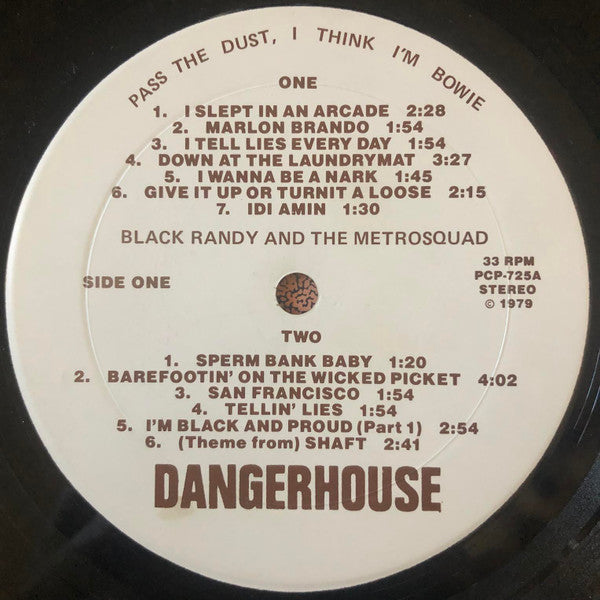 PASS THE DUST, I THINK I'M BOWIE
ONE
1. I SLEPT IN AN ARCADE 2:28
2. MARLON BRANDO 1:54
3. I TELL LIES EVERY DAY 1:54
4. DOWN AT THE LAUNDRYMAT 3:27
5. I WANNA BE A NARK 1:45
6. GIVE IT UP OR TURNIT A LOOSE 2:15
7. IDI AMIN 1:30
BLACK RANDY AND THE METROSQUAD
SIDE ONE
33 RPM
PCP-725A
STEREO
© 1979
TWO
1. SPERM BANK BABY 1:20
2. BAREFOOTIN' ON THE WICKED PICKET 4:02
3. SAN FRANCISCO 1:54
4. TELLIN' LIES 1:54
5. I'M BLACK AND PROUD (Part 1) 2:54
6. (Theme from) SHAFT 2:41
DANGERHOUSE